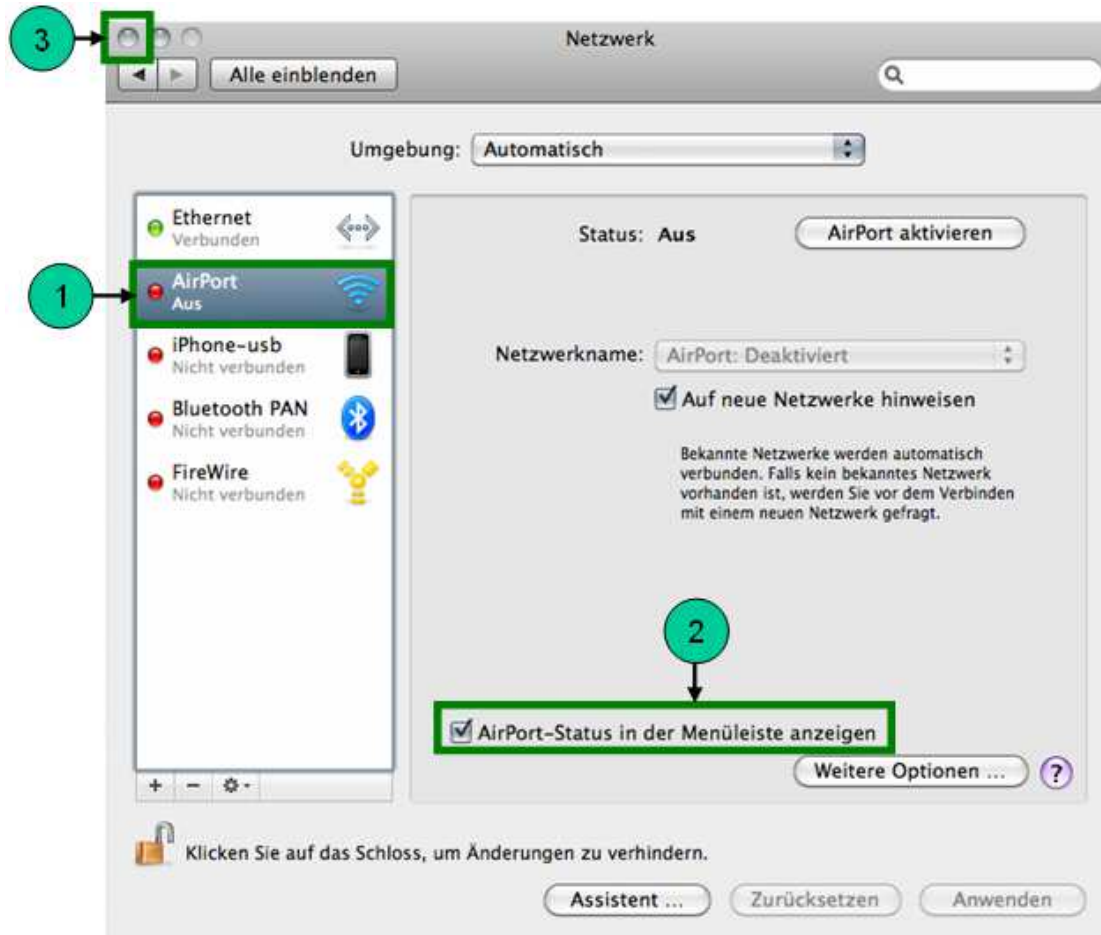 3
Netzwerk
Alle einblenden
Umgebung: Automatisch
Ethernet
Verbunden
1
AirPort
Aus
iPhone-usb
Nicht verbunden
Bluetooth PAN
Nicht verbunden
FireWire
Nicht verbunden
Status: Aus AirPort aktivieren
Netzwerkname: AirPort: Deaktiviert
Auf neue Netzwerke hinweisen
Bekannte Netzwerke werden automatisch
verbunden. Falls kein bekanntes Netzwerk
vorhanden ist, werden Sie vor dem Verbinden
mit einem neuen Netzwerk gefragt.
2
AirPort-Status in der Menüleiste anzeigen
Weitere Optionen ... ?
+ −
Klicken Sie auf das Schloss, um Änderungen zu verhindern.
Assistent ... Zurücksetzen Anwenden